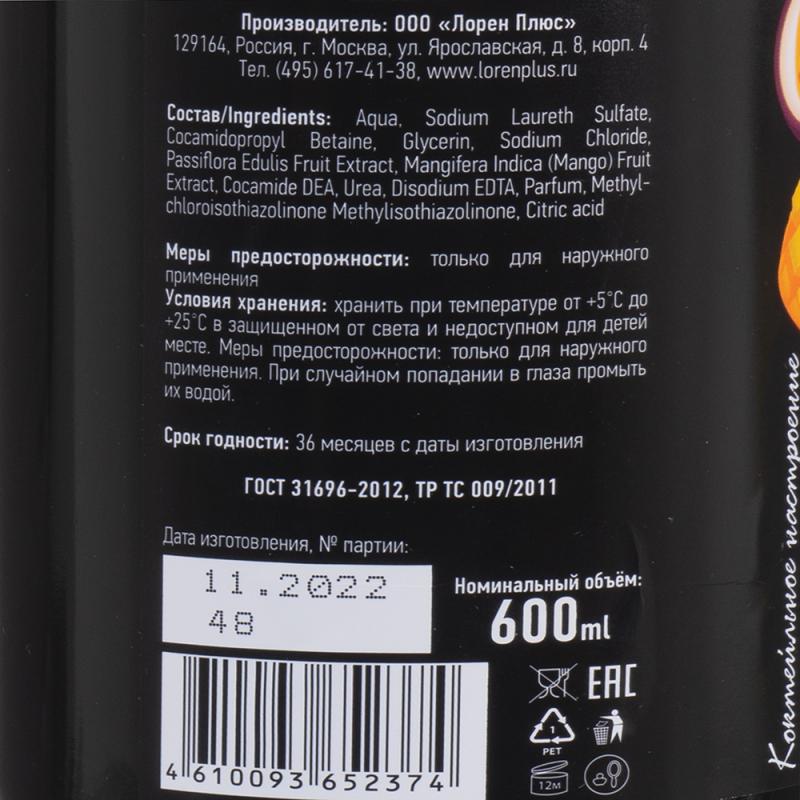 Производитель: ООО «Лорен Плюс»
129164, Россия, г. Москва, ул. Ярославская, д. 8, корп. 4
Тел. (495) 617-41-38, www.lorenplus.ru
Состав/Ingredients: Aqua, Sodium Laureth Sulfate,
Cocamidopropyl Betaine, Glycerin, Sodium Chloride,
Passiflora Edulis Fruit Extract, Mangifera Indica (Mango) Fruit
Extract, Cocamide DEA, Urea, Disodium EDTA, Parfum, Methyl-
chloroisothiazolinone Methylisothiazolinone, Citric acid
Меры предосторожности: только для наружного
применения
Условия хранения: хранить при температуре от +5°С до
+25°С в защищенном от света и недоступном для детей
месте. Меры предосторожности: только для наружного
применения. При случайном попадании в глаза промыть
их водой.
Срок годности: 36 месяцев с даты изготовления
ГОСТ 31696-2012, ТР ТС 009/2011
Дата изготовления, № партии:
11.2022
48
Номинальный объём:
600ml
EAC
1
PET
12м
4 610093 652374
Коктейльное настроение